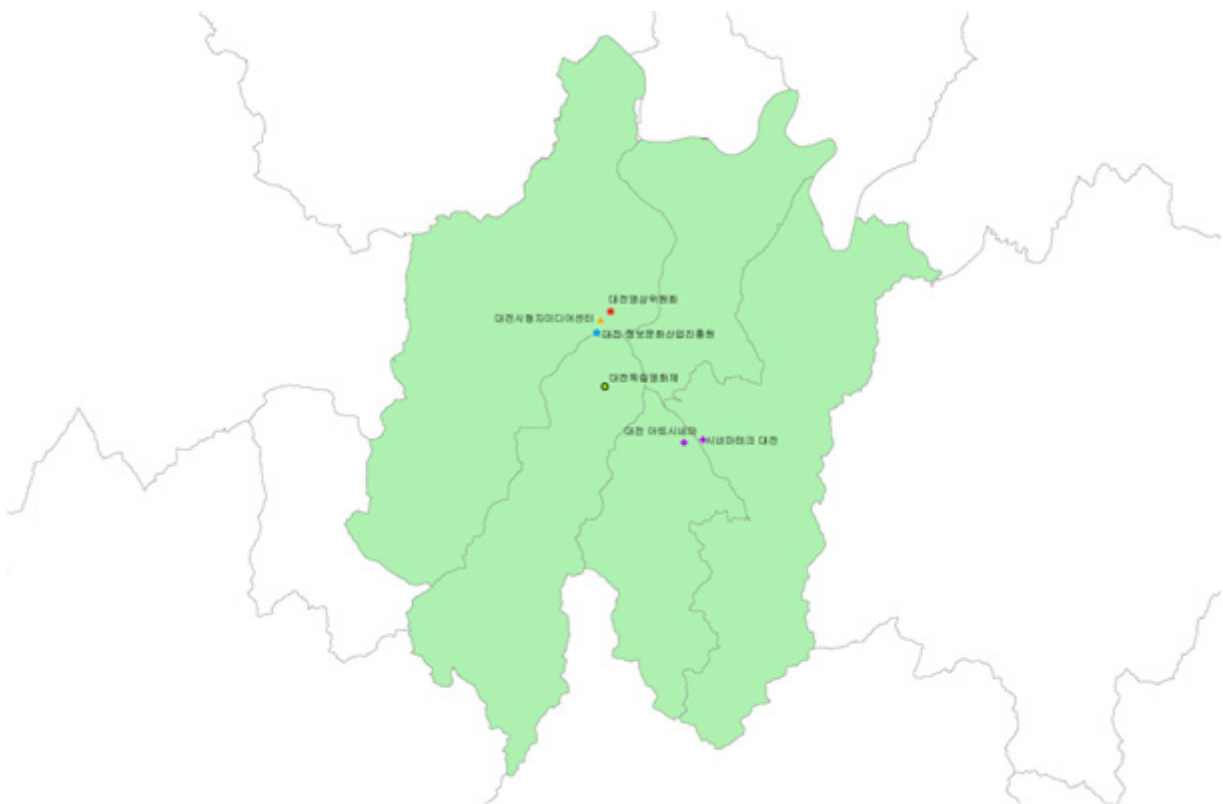 대전영상위원회
대전시청자미디어센터
대전 정보문화산업진흥원
대전독립영화제
대전 아트시네마
시네마테크 대전